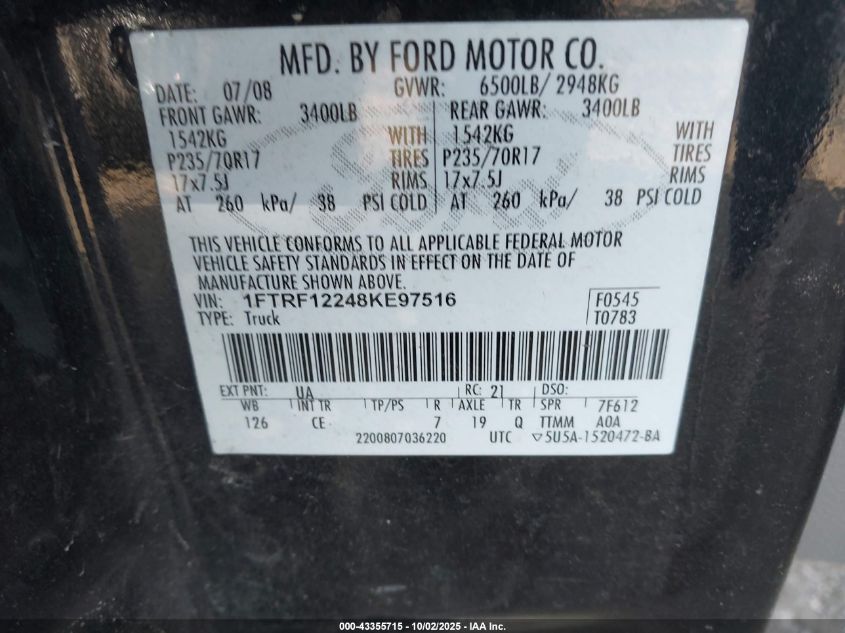 MFD. BY FORD MOTOR CO.
DATE: 07/08 GVWR: 6500LB/ 2948KG
FRONT GAWR: 3400LB REAR GAWR: 3400LB
1542KG WITH 1542KG WITH
P235/70R17 TIRES P235/70R17 TIRES
17x7.5J RIMS 17x7.5J RIMS
AT 260 kPa/ 38 PSI COLD AT 260 kPa/ 38 PSI COLD
THIS VEHICLE CONFORMS TO ALL APPLICABLE FEDERAL MOTOR
VEHICLE SAFETY STANDARDS IN EFFECT ON THE DATE OF
MANUFACTURE SHOWN ABOVE.
VIN: 1FTRF12248KE97516 F0545
TYPE: Truck T0783
EXT PNT: UA RC: 21 DSO:
WB INT TR TP/PS R AXLE TR SPR 7F612
126 CE 7 19 Q TTMM A0A
2200807036220 UTC ▽5U5A-1520472-BA
000-43355715 - 10/02/2025 - IAA Inc.